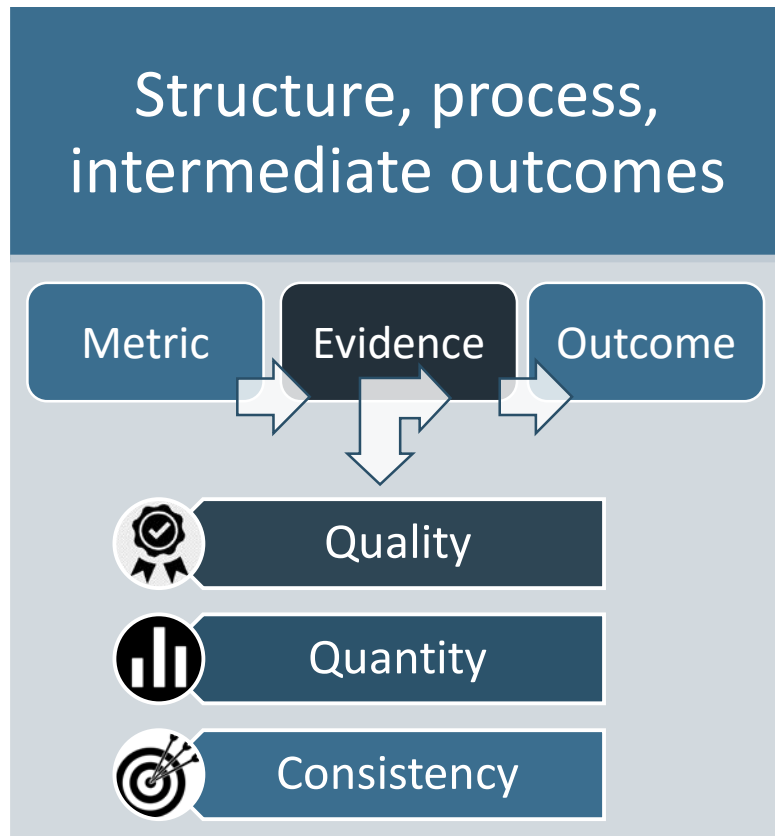 Structure, process,
intermediate outcomes
Metric
Evidence
Outcome
Quality
Quantity
Consistency